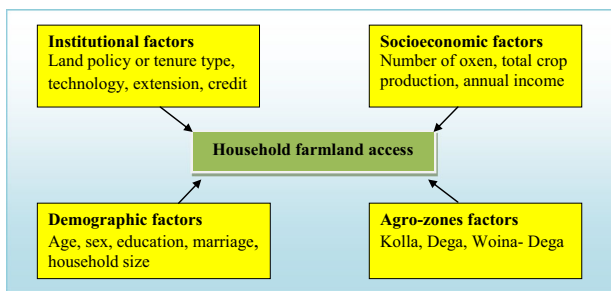 Institutional factors
Land policy or tenure type,
technology, extension, credit
Socioeconomic factors
Number of oxen, total crop
production, annual income
Household farmland access
Demographic factors
Age, sex, education, marriage,
household size
Agro-zones factors
Kolla, Dega, Woina- Dega